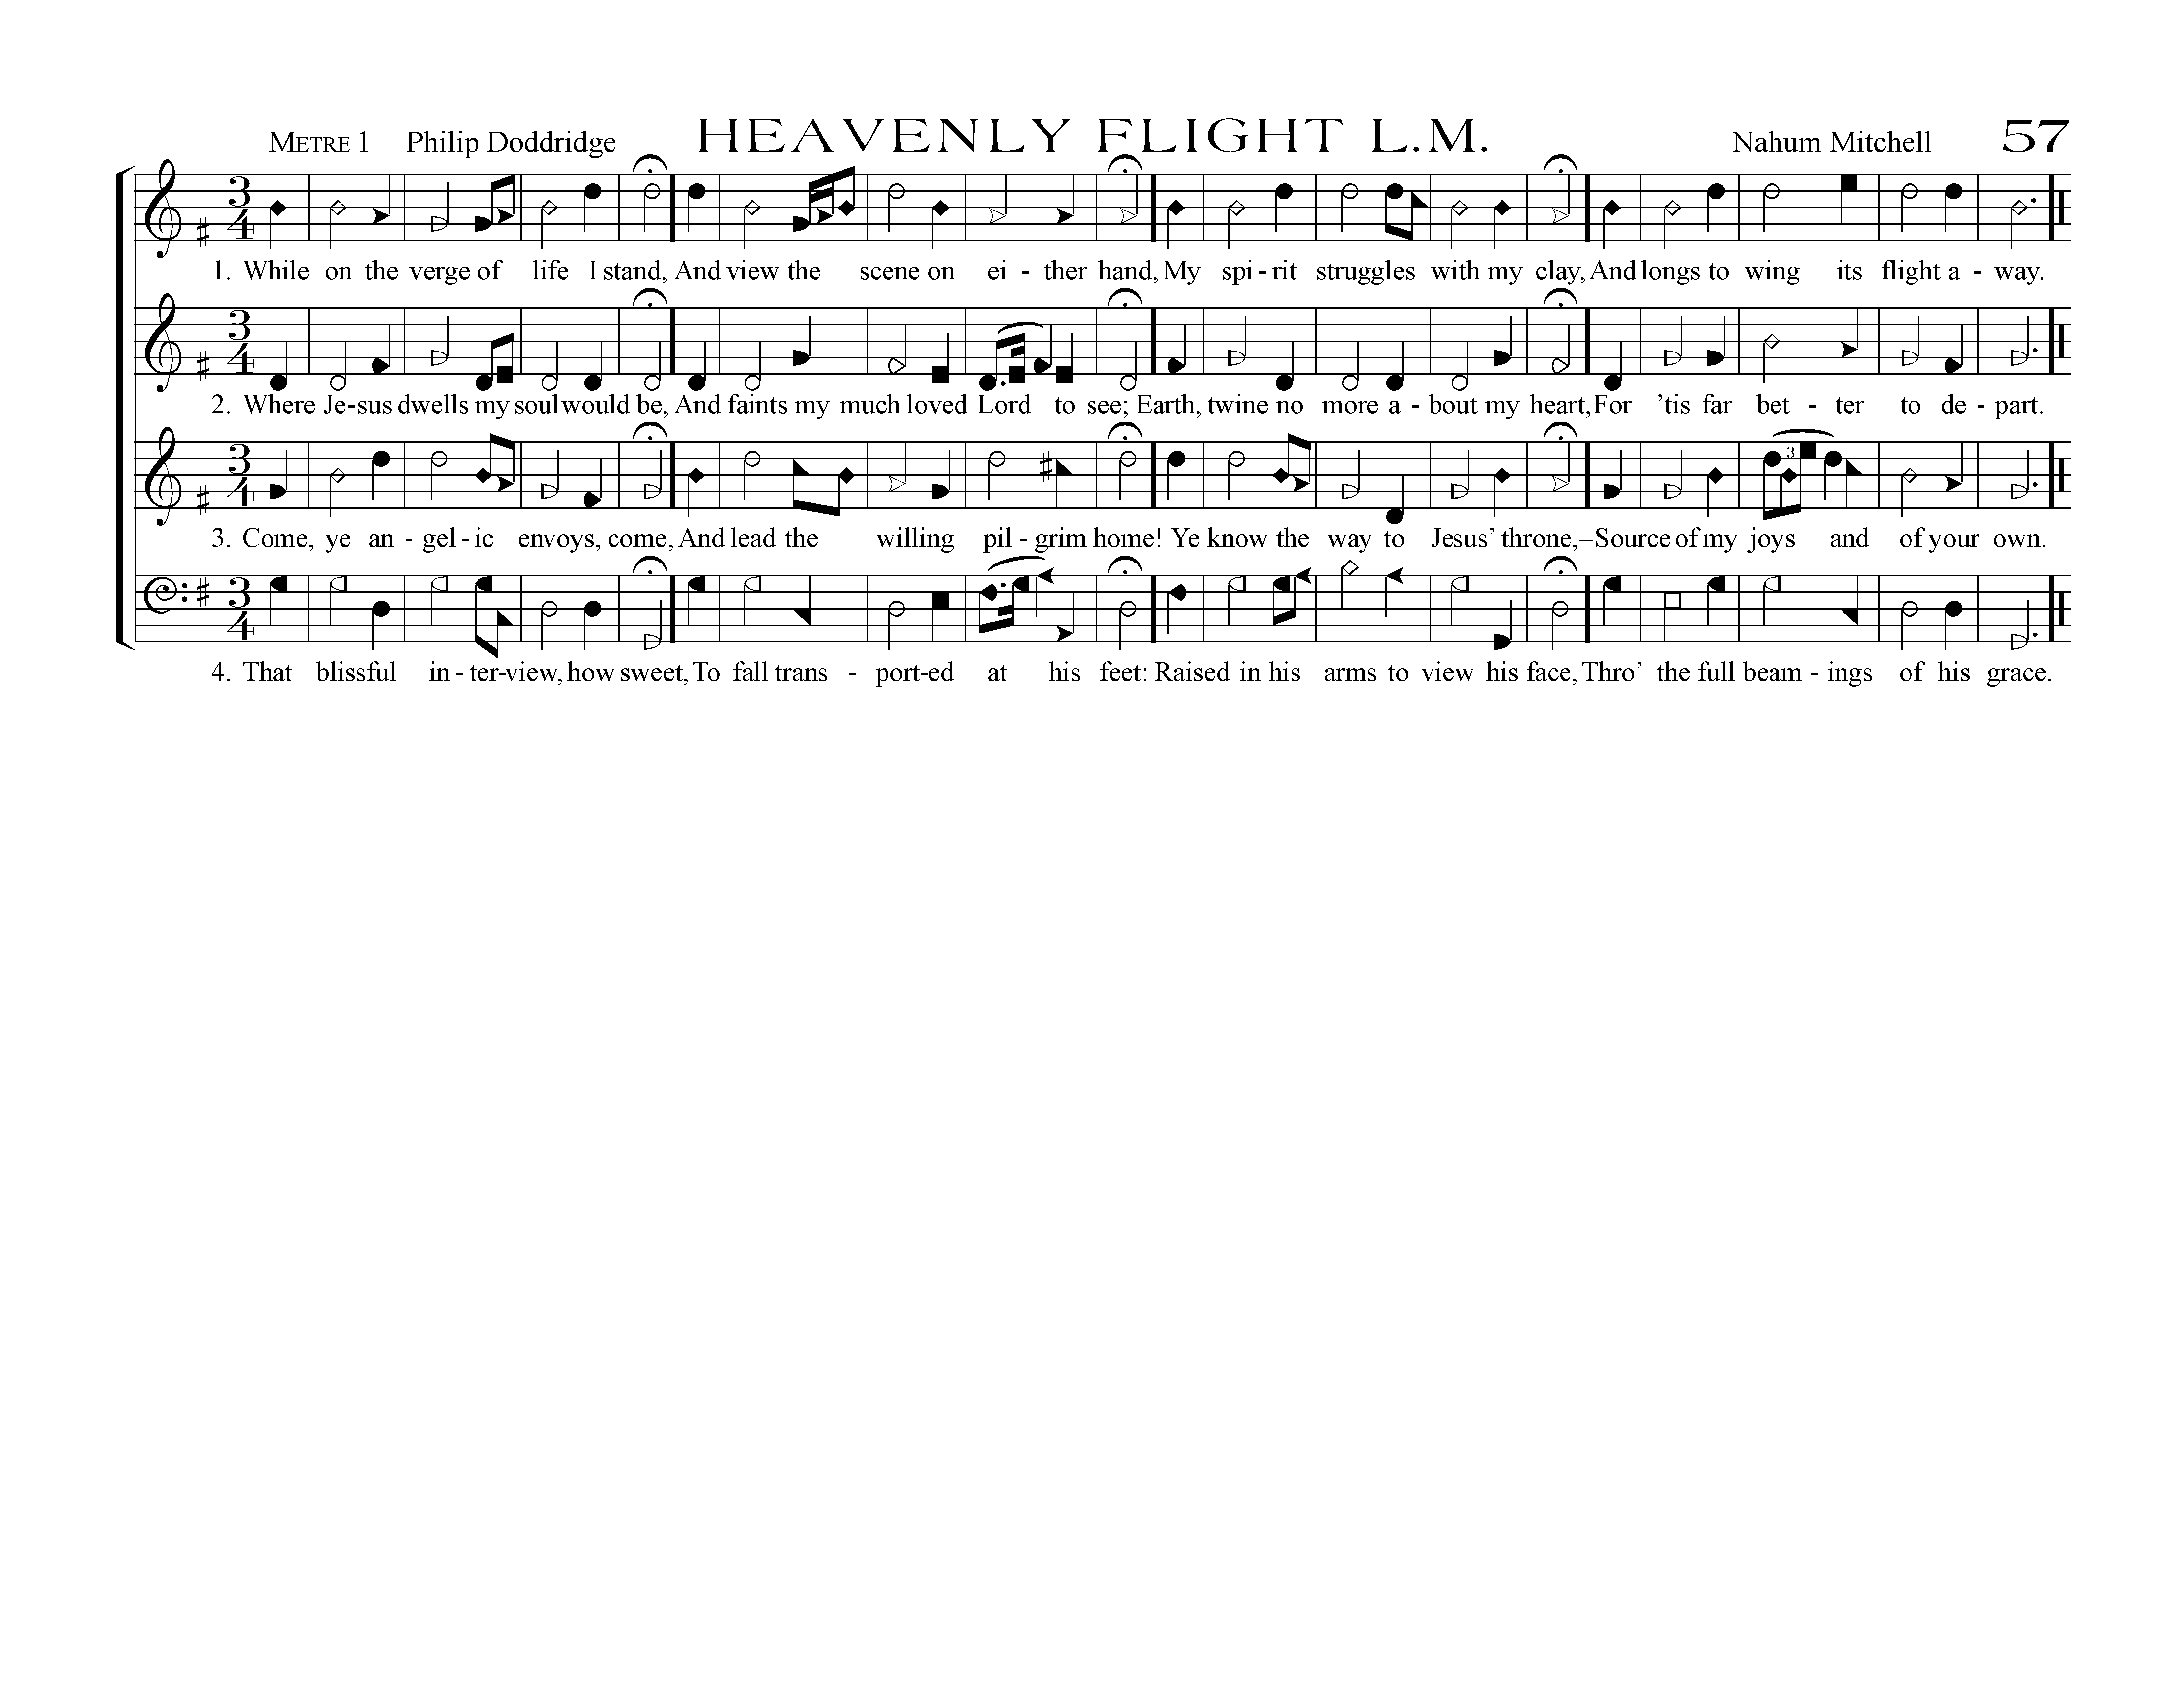 METRE 1 Philip Doddridge HEAVENLY FLIGHT L.M. Nahum Mitchell 57
1. While on the verge of life I stand, And view the scene on ei - ther hand, My spi - rit struggles with my clay, And longs to wing its flight a - way.
2. Where Je-sus dwells my soul would be, And faints my much loved Lord to see; Earth, twine no more a - bout my heart, For ’tis far bet - ter to de - part.
3
3. Come, ye an - gel - ic envoys, come, And lead the willing pil - grim home! Ye know the way to Jesus’ throne,–Source of my joys and of your own.
4. That blissful in - ter-view, how sweet, To fall trans - port-ed at his feet: Raised in his arms to view his face, Thro’ the full beam - ings of his grace.